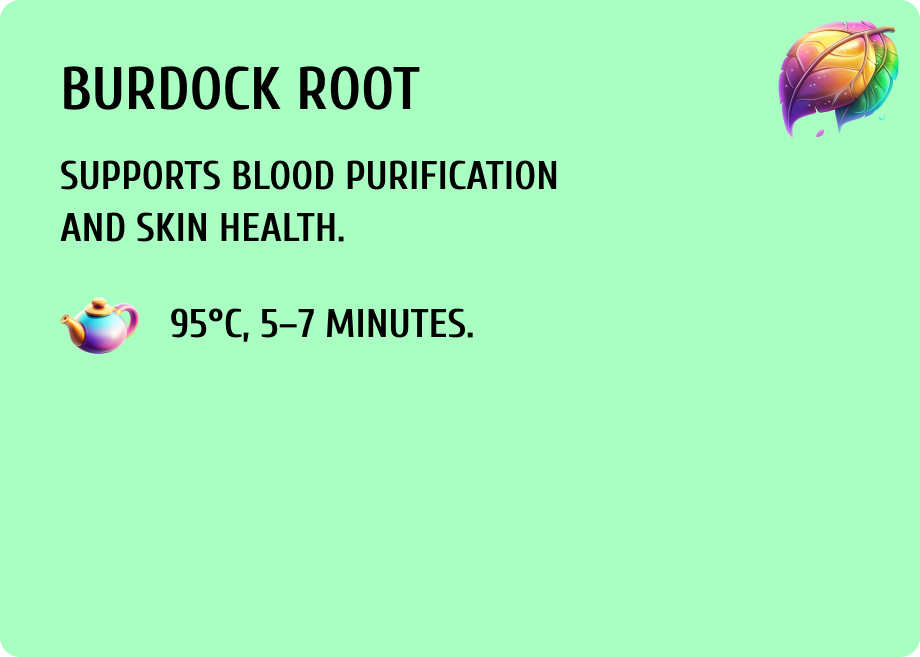 BURDOCK ROOT
SUPPORTS BLOOD PURIFICATION
AND SKIN HEALTH.
95°C, 5–7 MINUTES.